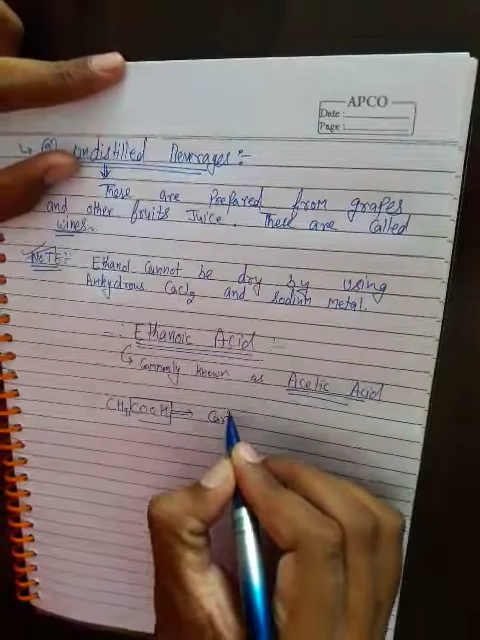 APCO
Date :
Page :
undistilled Beverages :-
These are Prepared from grapes
and other fruits Juice. These are called
wines.
NOTE :- Ethanol Cannot be dry by using
Anhydrous CaCl2 and sodium metal.
Ethanoic Acid :-
Commonly known as Acetic Acid
CH3COOH → Car